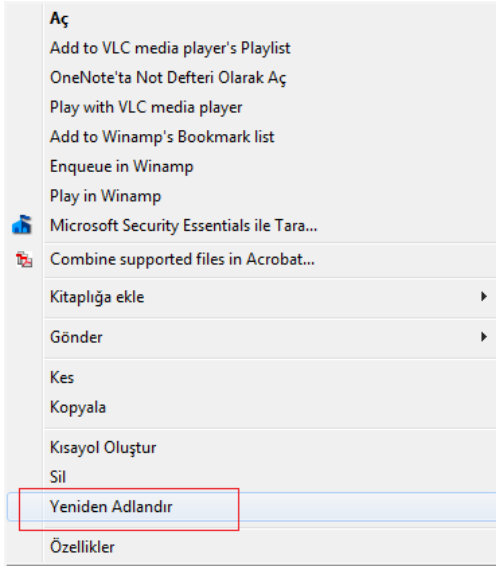 Aç
Add to VLC media player's Playlist
OneNote'ta Not Defteri Olarak Aç
Play with VLC media player
Add to Winamp's Bookmark list
Enqueue in Winamp
Play in Winamp
Microsoft Security Essentials ile Tara...
Combine supported files in Acrobat...
Kitaplığa ekle
Gönder
Kes
Kopyala
Kısayol Oluştur
Sil
Yeniden Adlandır
Özellikler